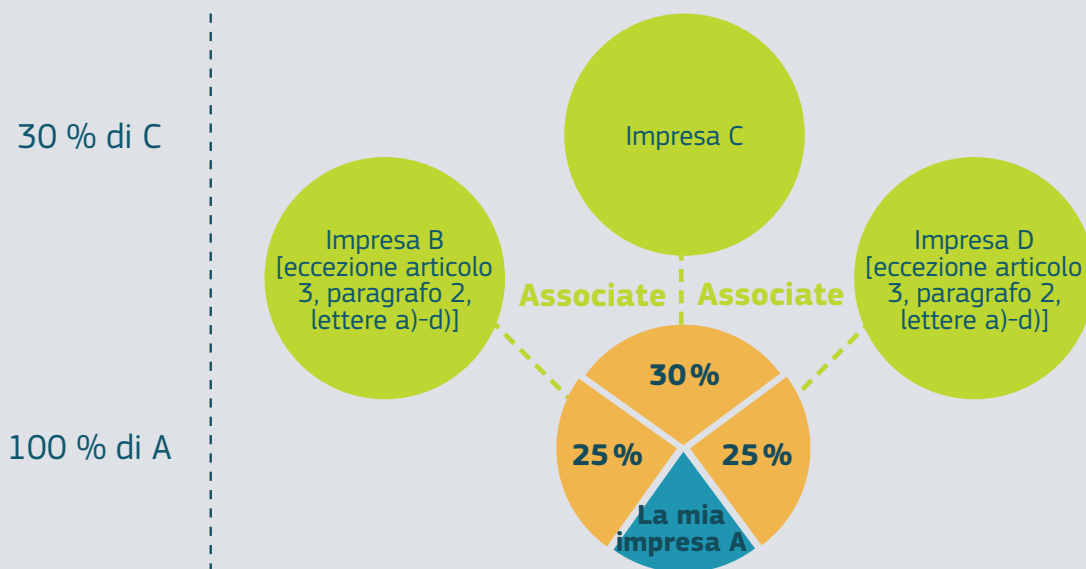 30 % di C
Impresa C
Impresa B
[eccezione articolo
3, paragrafo 2,
lettere a)-d)]
Impresa D
[eccezione articolo
3, paragrafo 2,
lettere a)-d)]
Associate
Associate
30 %
100 % di A
25 %
25 %
La mia
impresa A